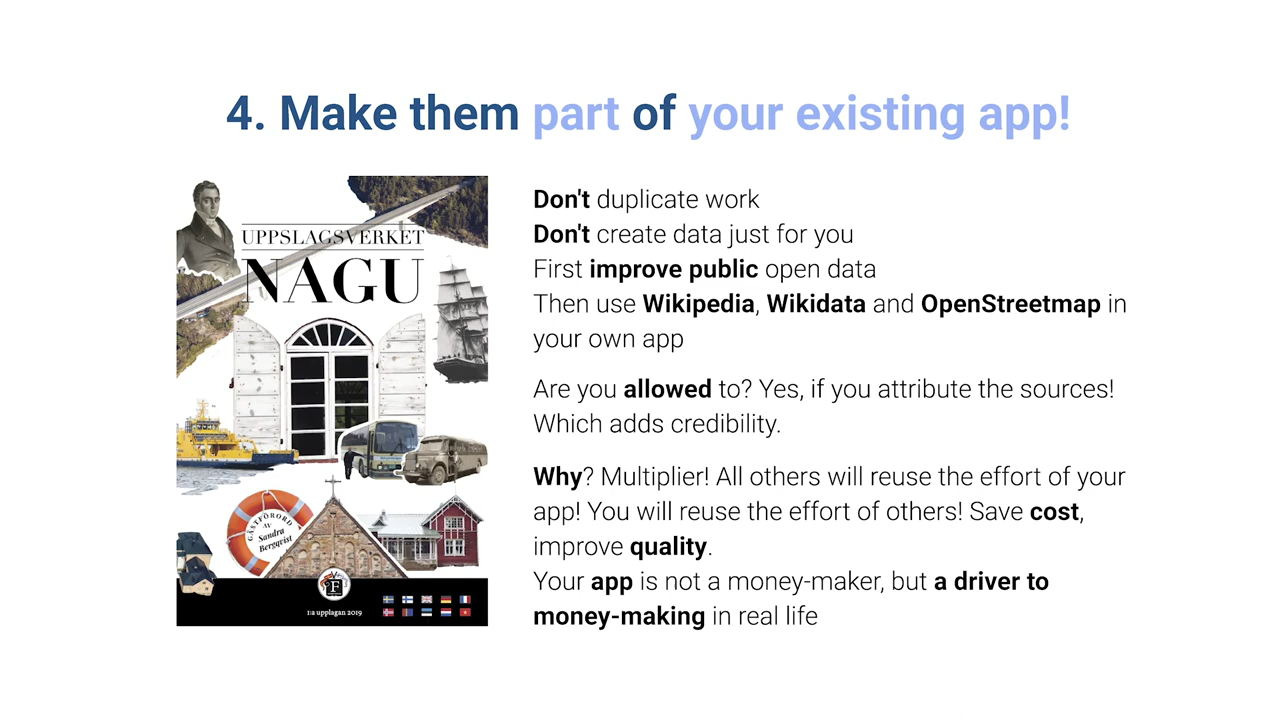 4. Make them part of your existing app!
UPPSLAGSVERKET
NAGU
GÄSTFÖRORD
AV
Sandra
Bergqvist
F
1:a upplagan 2019
Don't duplicate work
Don't create data just for you
First improve public open data
Then use Wikipedia, Wikidata and OpenStreetmap in
your own app
Are you allowed to? Yes, if you attribute the sources!
Which adds credibility.
Why? Multiplier! All others will reuse the effort of your
app! You will reuse the effort of others! Save cost,
improve quality.
Your app is not a money-maker, but a driver to
money-making in real life